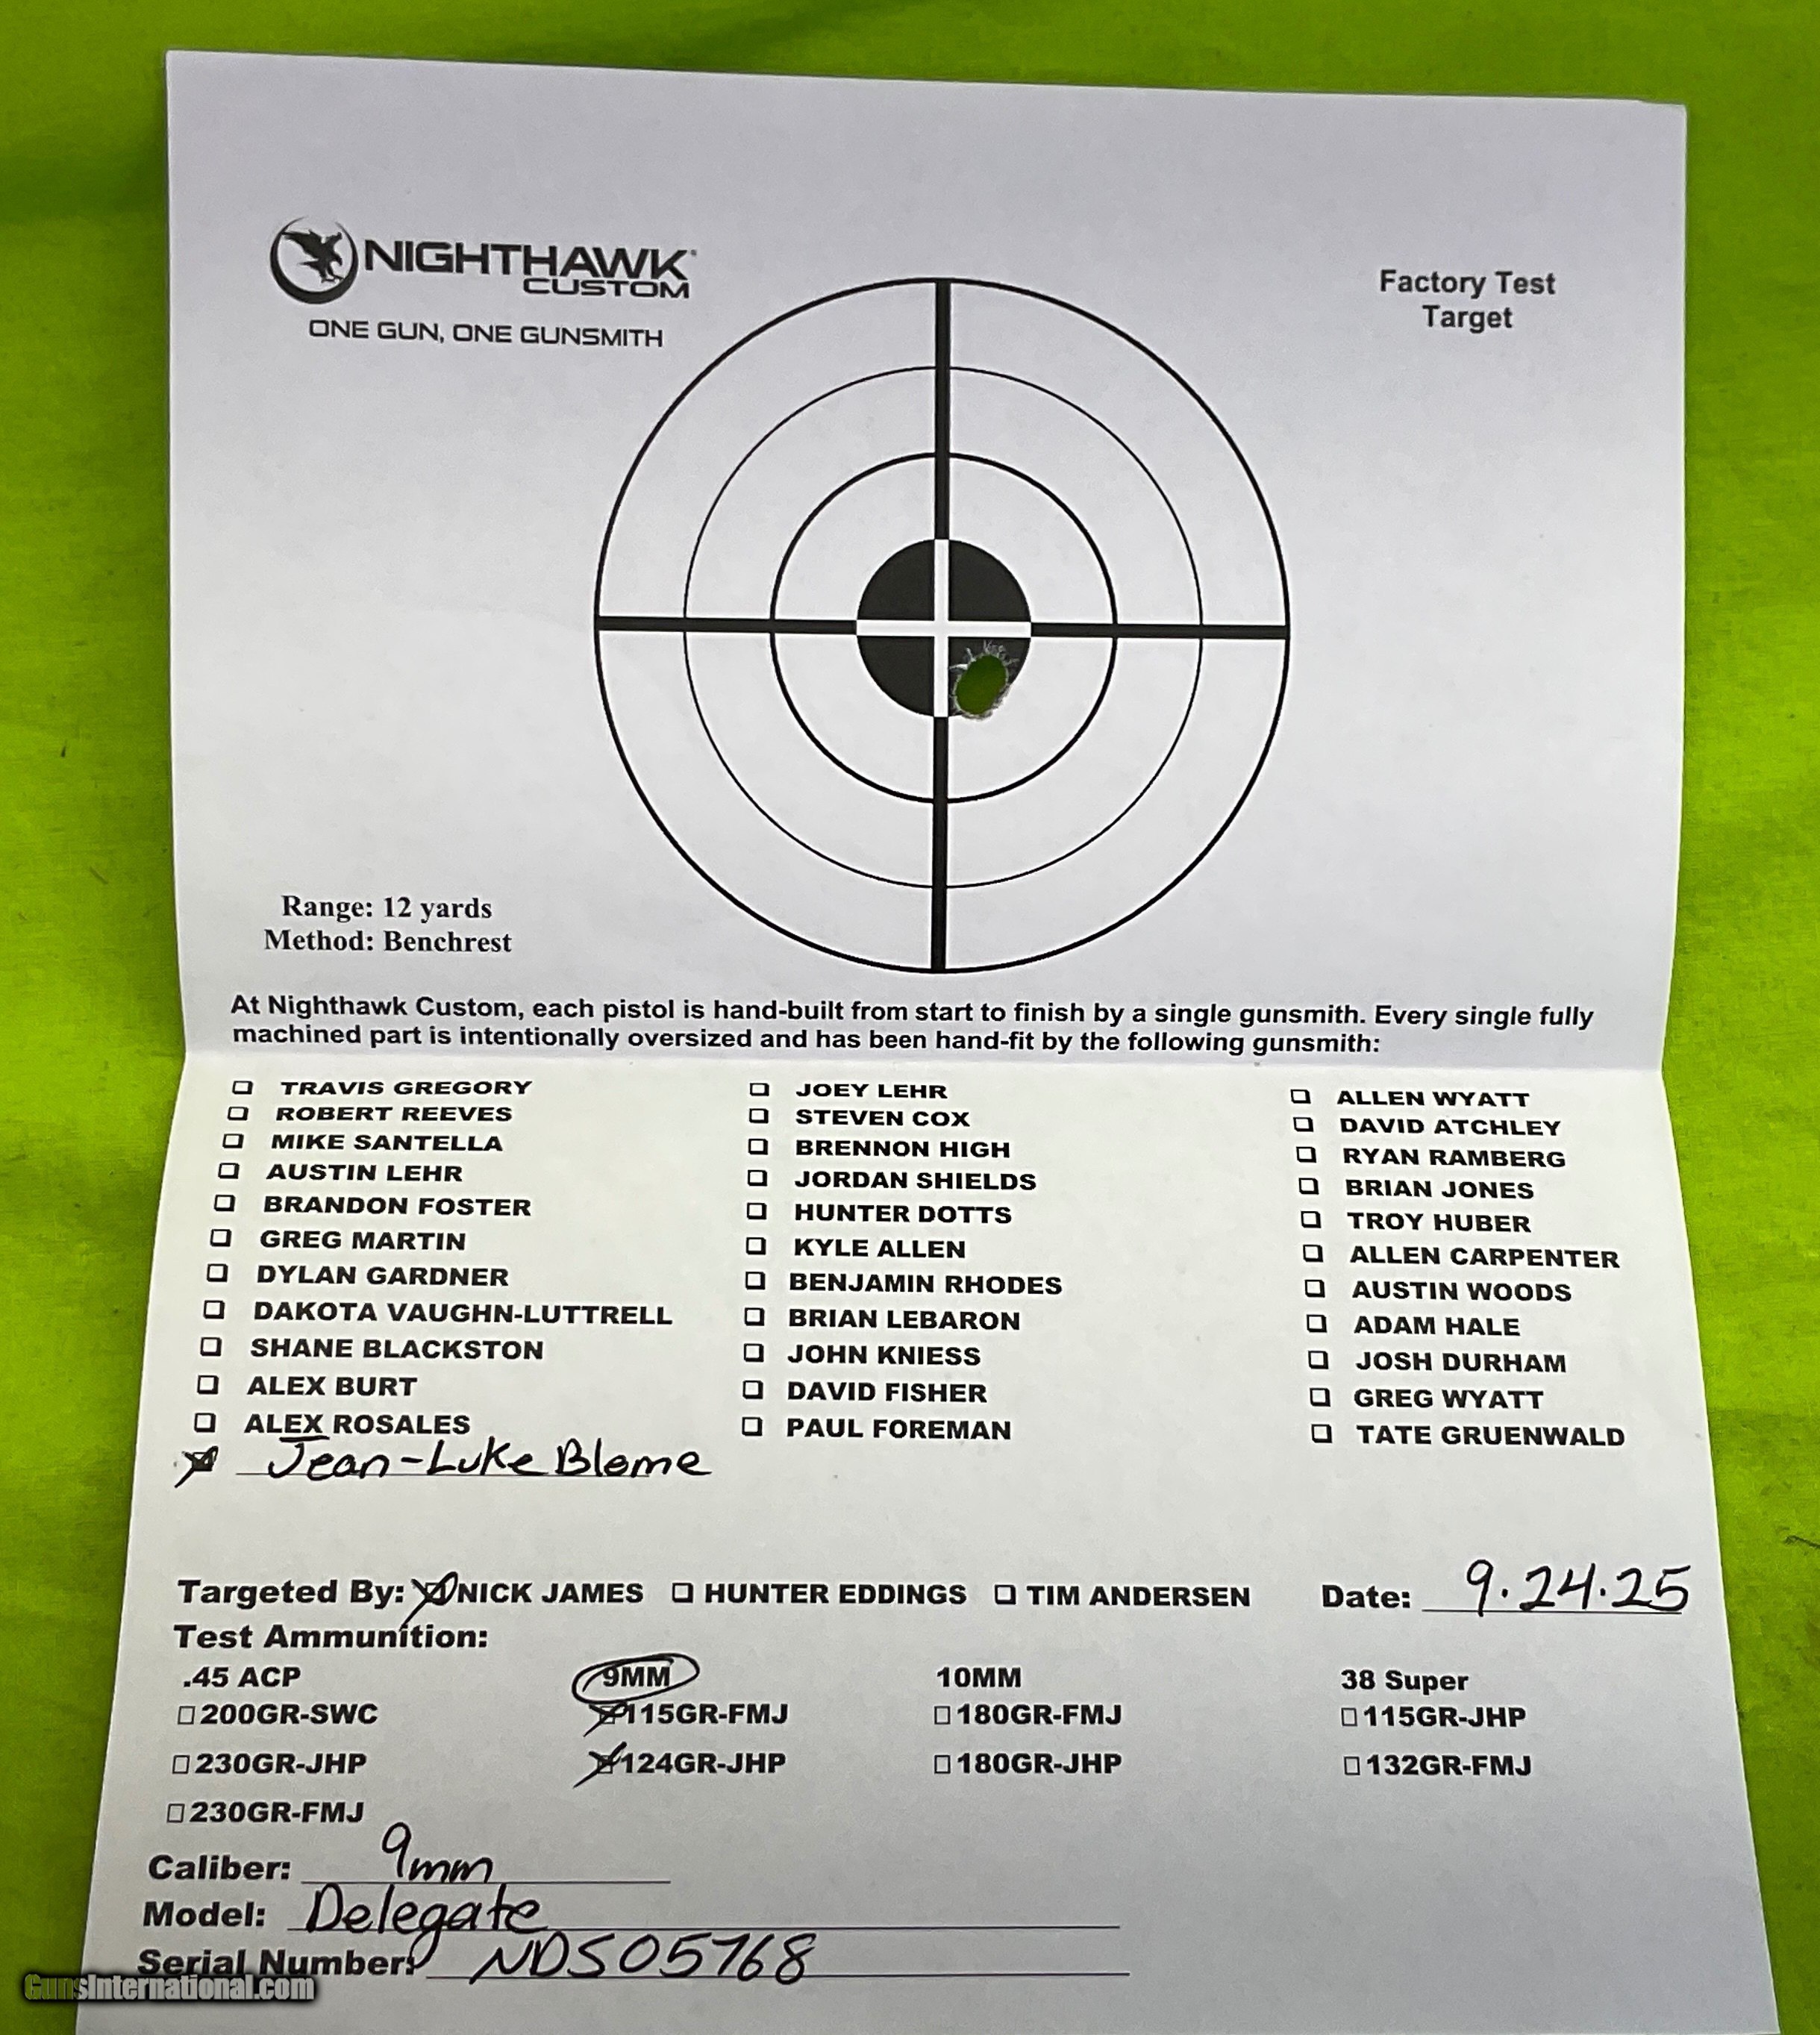 NIGHTHAWK
CUSTOM
ONE GUN, ONE GUNSMITH
Factory Test
Target
Range: 12 yards
Method: Benchrest
At Nighthawk Custom, each pistol is hand-built from start to finish by a single gunsmith. Every single fully
machined part is intentionally oversized and has been hand-fit by the following gunsmith:
TRAVIS GREGORY
ROBERT REEVES
MIKE SANTELLA
AUSTIN LEHR
BRANDON FOSTER
GREG MARTIN
DYLAN GARDNER
DAKOTA VAUGHN-LUTTRELL
SHANE BLACKSTON
ALEX BURT
ALEX ROSALES
Jean-Luke Blome
JOEY LEHR
STEVEN COX
BRENNON HIGH
JORDAN SHIELDS
HUNTER DOTTS
KYLE ALLEN
BENJAMIN RHODES
BRIAN LEBARON
JOHN KNIESS
DAVID FISHER
PAUL FOREMAN
ALLEN WYATT
DAVID ATCHLEY
RYAN RAMBERG
BRIAN JONES
TROY HUBER
ALLEN CARPENTER
AUSTIN WOODS
ADAM HALE
JOSH DURHAM
GREG WYATT
TATE GRUENWALD
Targeted By: NICK JAMES HUNTER EDDINGS TIM ANDERSEN Date: 9.24.25
Test Ammunition:
.45 ACP 9MM 10MM 38 Super
200GR-SWC 115GR-FMJ 180GR-FMJ 115GR-JHP
230GR-JHP 124GR-JHP 180GR-JHP 132GR-FMJ
230GR-FMJ
Caliber: 9mm
Model: Delegate
Serial Number: NDS05768
GunsInternational.com